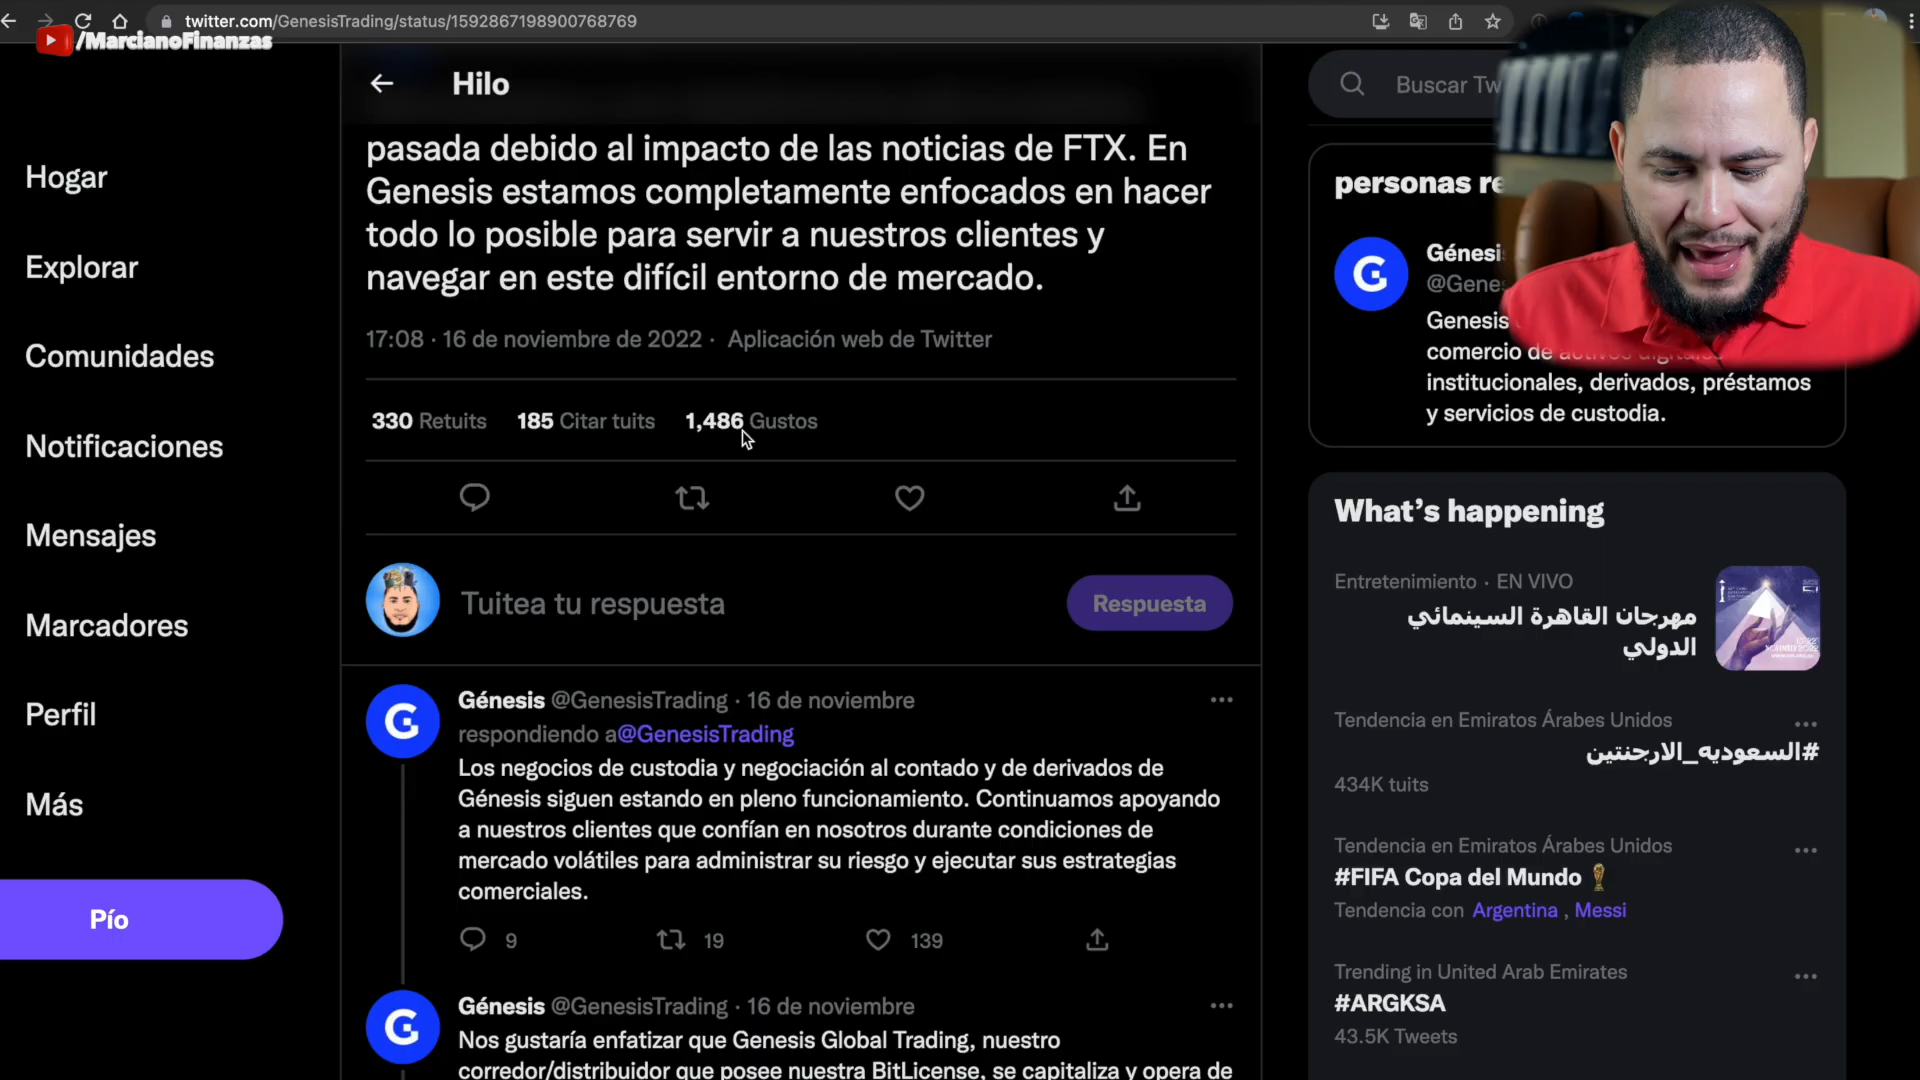 twitter.com/GenesisTrading/status/1592867198900768769
/MarcianoFinanzas
Hilo
pasada debido al impacto de las noticias de FTX. En
Genesis estamos completamente enfocados en hacer
todo lo posible para servir a nuestros clientes y
navegar en este difícil entorno de mercado.
17:08 · 16 de noviembre de 2022 · Aplicación web de Twitter
330 Retuits 185 Citar tuits 1,486 Gustos
Tuitea tu respuesta
Respuesta
Génesis @GenesisTrading · 16 de noviembre
respondiendo a@GenesisTrading
Los negocios de custodia y negociación al contado y de derivados de
Génesis siguen estando en pleno funcionamiento. Continuamos apoyando
a nuestros clientes que confían en nosotros durante condiciones de
mercado volátiles para administrar su riesgo y ejecutar sus estrategias
comerciales.
9 19 139
Génesis @GenesisTrading · 16 de noviembre
Nos gustaría enfatizar que Genesis Global Trading, nuestro
corredor/distribuidor que posee nuestra BitLicense, se capitaliza y opera de
Hogar
Explorar
Comunidades
Notificaciones
Mensajes
Marcadores
Perfil
Más
Pío
Buscar Tw
personas re
Génesis
@Genes
Genesis
comercio de activos digitales
institucionales, derivados, préstamos
y servicios de custodia.
What's happening
Entretenimiento · EN VIVO
مهرجان القاهرة السينمائي
الدولي
Tendencia en Emiratos Árabes Unidos
#السعوديه_الارجنتين
434K tuits
Tendencia en Emiratos Árabes Unidos
#FIFA Copa del Mundo
Tendencia con Argentina , Messi
Trending in United Arab Emirates
#ARGKSA
43.5K Tweets